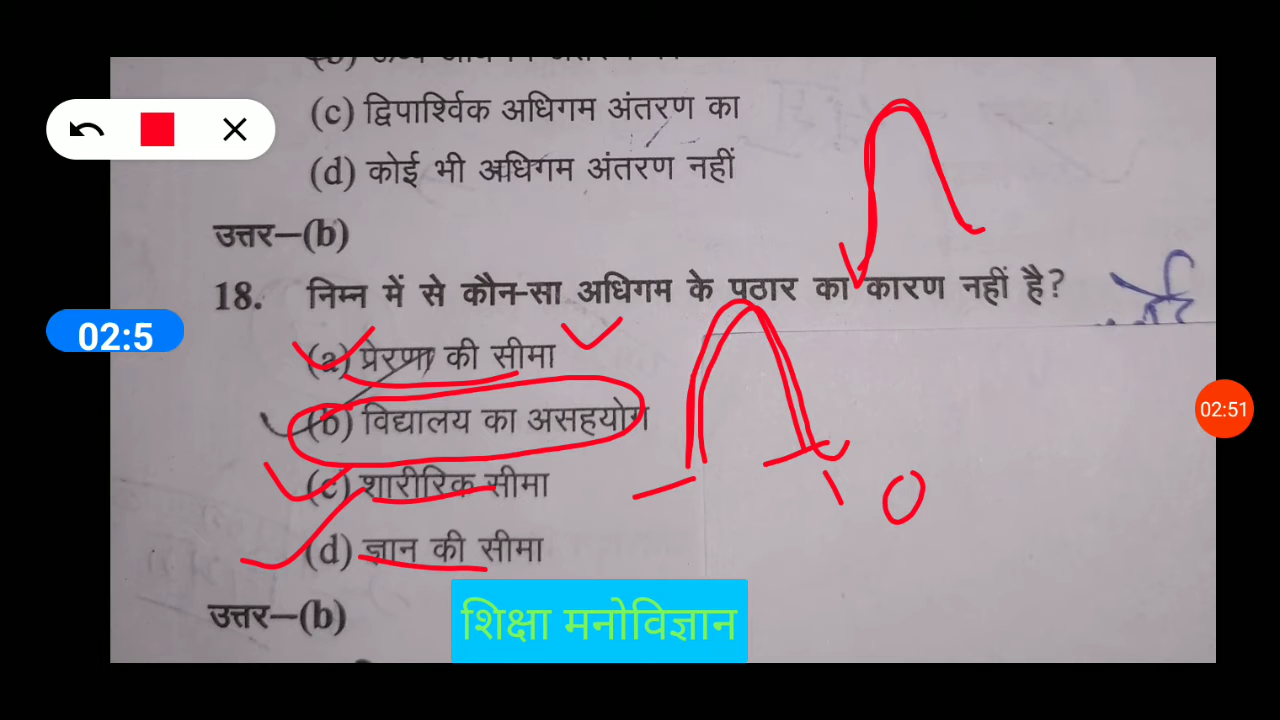 (c) द्विपार्श्विक अधिगम अंतरण का
(d) कोई भी अधिगम अंतरण नहीं
उत्तर–(b)
18. निम्न में से कौन-सा अधिगम के पठार का कारण नहीं है?
(a) प्रेरणा की सीमा
(b) विद्यालय का असहयोग
(c) शारीरिक सीमा
(d) ज्ञान की सीमा
उत्तर–(b)
02:5
02:51
शिक्षा मनोविज्ञान